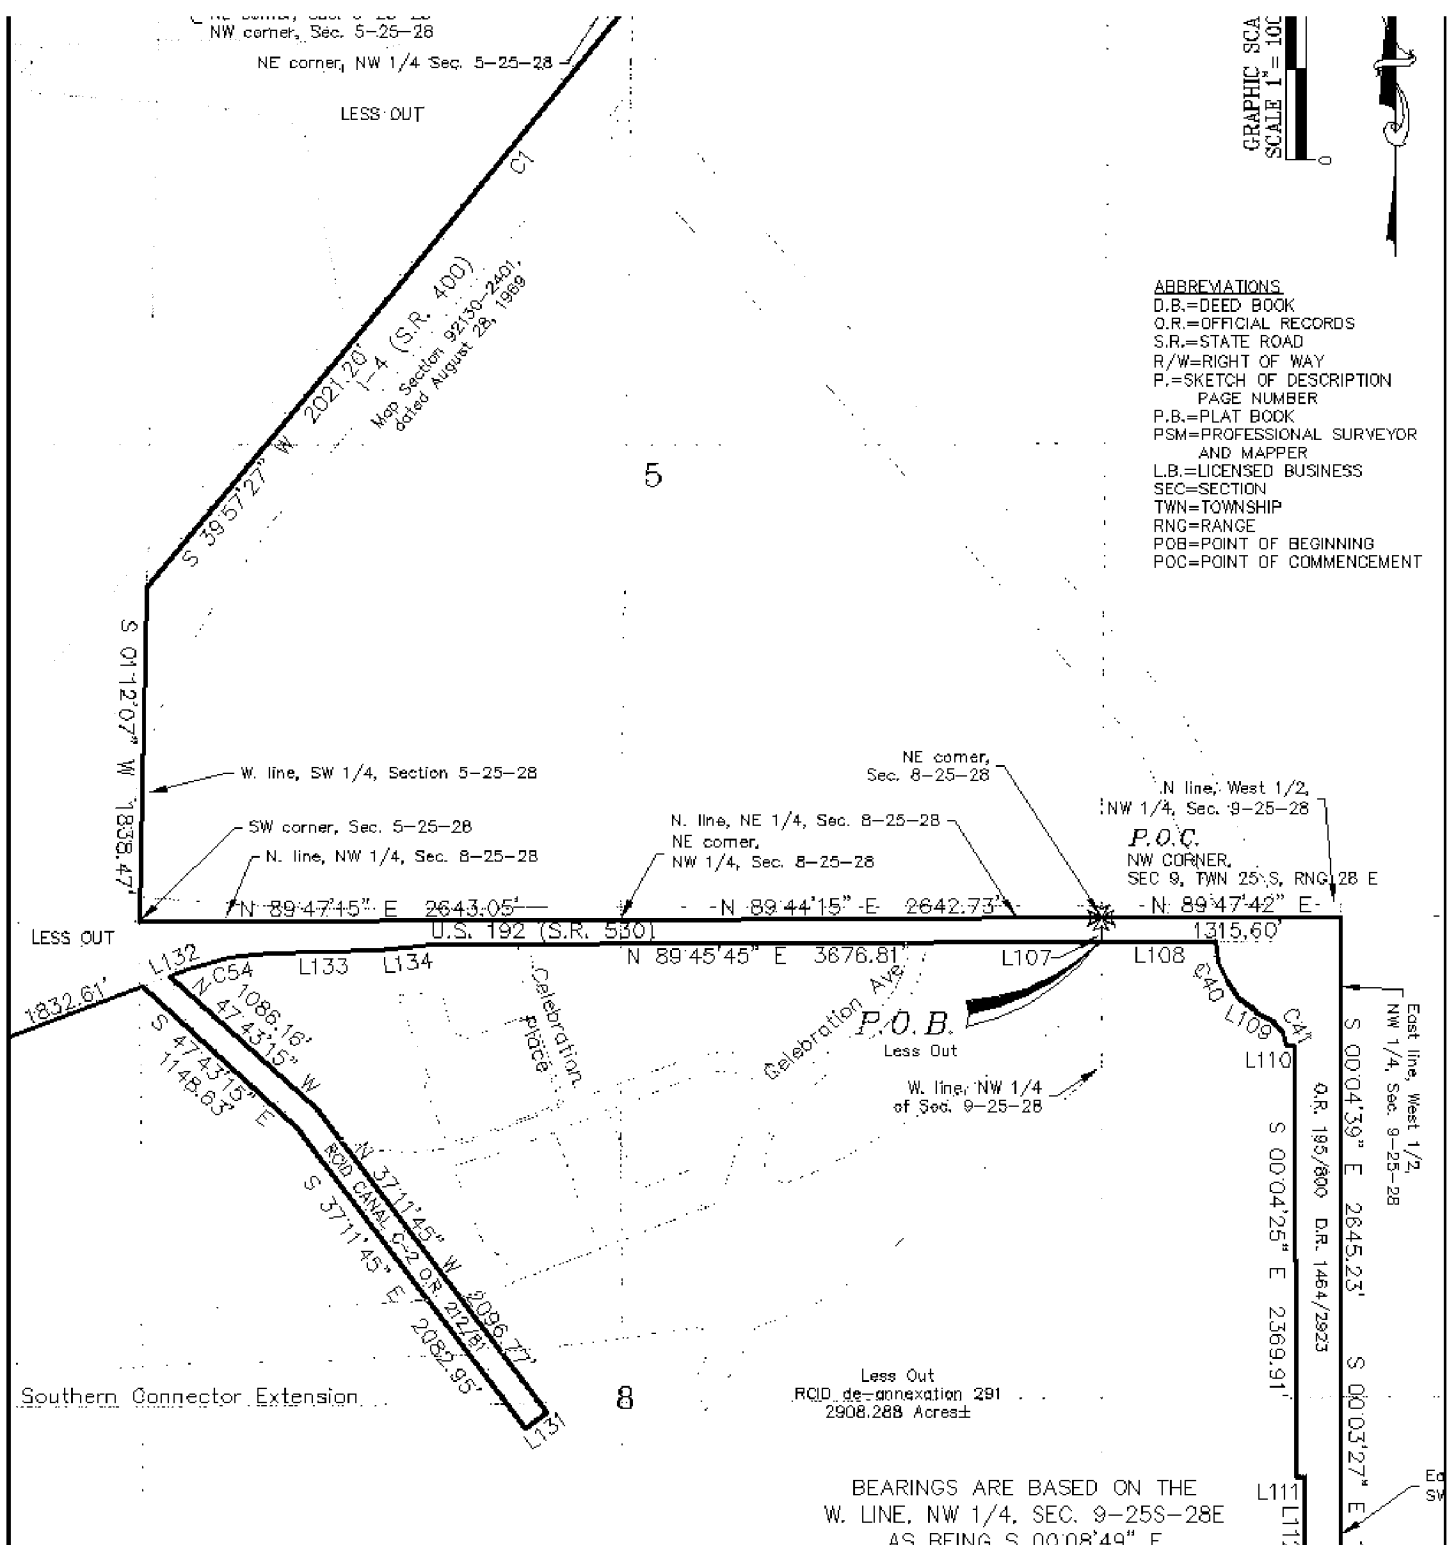 NW corner, Sec. 5-25-28
NE corner, NW 1/4 Sec. 5-25-28
LESS OUT
C1
GRAPHIC SCA
SCALE 1"= 100
0
S 39°57'27" W 2021.20'
I-4 (S.R. 400)
Map Section 92130-2401,
dated August 28, 1969
ABBREVIATIONS
D.B.=DEED BOOK
O.R.=OFFICIAL RECORDS
S.R.=STATE ROAD
R/W=RIGHT OF WAY
P.=SKETCH OF DESCRIPTION
PAGE NUMBER
P.B.=PLAT BOOK
PSM=PROFESSIONAL SURVEYOR
AND MAPPER
L.B.=LICENSED BUSINESS
SEC=SECTION
TWN=TOWNSHIP
RNG=RANGE
POB=POINT OF BEGINNING
POC=POINT OF COMMENCEMENT
5
S 01°12'07" W 1838.47'
W. line, SW 1/4, Section 5-25-28
SW corner, Sec. 5-25-28
N. line, NW 1/4, Sec. 8-25-28
NE corner,
Sec. 8-25-28
N. line, NE 1/4, Sec. 8-25-28
NE corner,
NW 1/4, Sec. 8-25-28
N line, West 1/2,
NW 1/4, Sec. 9-25-28
P.O.C.
NW CORNER,
SEC 9, TWN 25 S, RNG 28 E
N 89°47'15" E 2643.05'
N 89°44'15" E 2642.73'
N 89°47'42" E
1315.60'
U.S. 192 (S.R. 530)
LESS OUT
L132
C54
L133
L134
N 89°45'45" E 3676.81'
L107
L108
C40
L109
C41
L110
1832.61'
1086.16'
N 47°43'15" W
S 47°43'15" E
1148.63'
Celebration
Place
Celebration Ave
P.O.B.
Less Out
W. line, NW 1/4
of Sec. 9-25-28
East line, West 1/2,
NW 1/4, Sec. 9-25-28
S 00°04'39" E 2645.23'
O.R. 195/800 D.R. 1464/2923
S 00°04'25" E 2369.91'
N 37°11'45" W 2096.77'
RCID CANAL C-2 O.R. 212/81
S 37°11'45" E 2082.95'
L131
Southern Connector Extension
8
Less Out
RCID de-annexation 291
2908.288 Acres±
S 00°03'27" E
BEARINGS ARE BASED ON THE
W. LINE, NW 1/4, SEC. 9-25S-28E
AS BEING S 00°08'49" E
L111